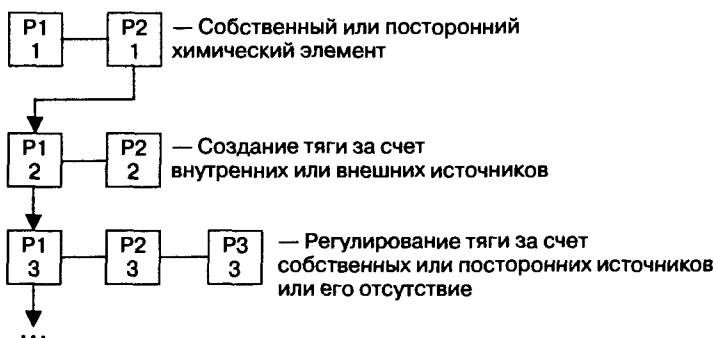 P1 P2 — Собственный или посторонний
1 1 химический элемент
P1 P2 — Создание тяги за счет
2 2 внутренних или внешних источников
P1 P2 P3 — Регулирование тяги за счет
3 3 3 собственных или посторонних источников
или его отсутствие
...